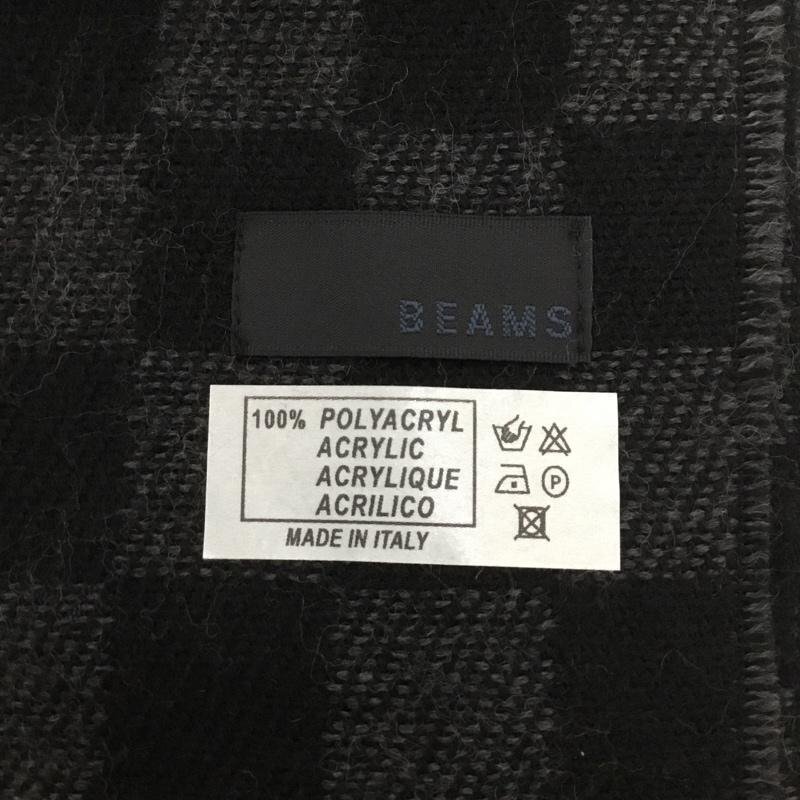 BEAMS
100% POLYACRYL
ACRYLIC
ACRYLIQUE
ACRILICO
MADE IN ITALY
P